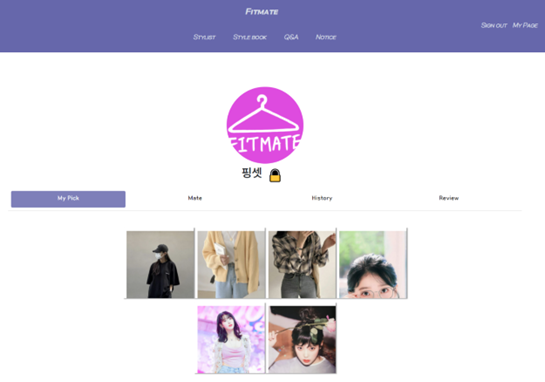 Fitmate
Sign out My Page
Stylist Style book Q&A Notice
FITMATE
핑셋
My Pick Mate History Review